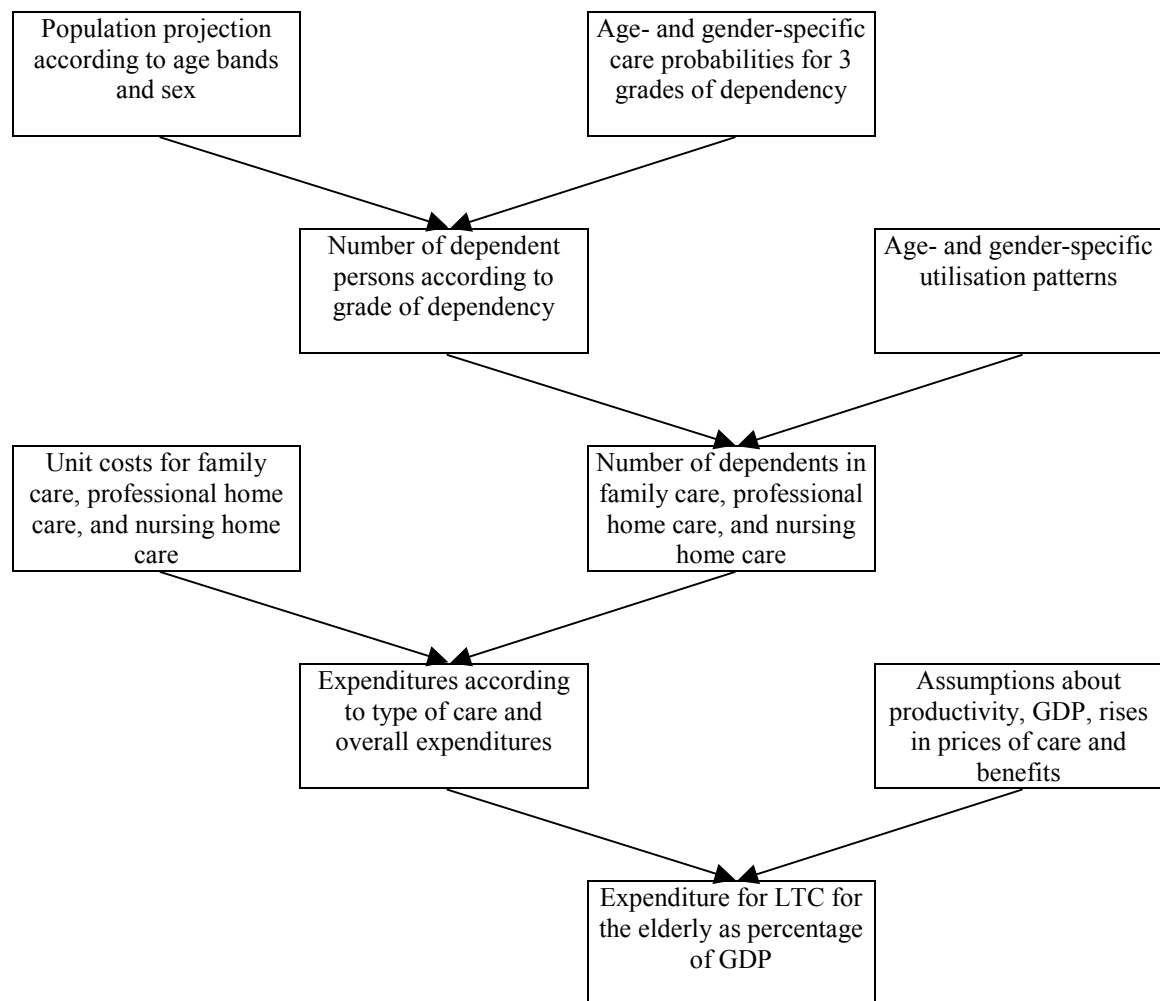 Population projection
according to age bands
and sex
Age- and gender-specific
care probabilities for 3
grades of dependency
Number of dependent
persons according to
grade of dependency
Age- and gender-specific
utilisation patterns
Unit costs for family
care, professional home
care, and nursing home
care
Number of dependents in
family care, professional
home care, and nursing
home care
Expenditures according
to type of care and
overall expenditures
Assumptions about
productivity, GDP, rises
in prices of care and
benefits
Expenditure for LTC for
the elderly as percentage
of GDP